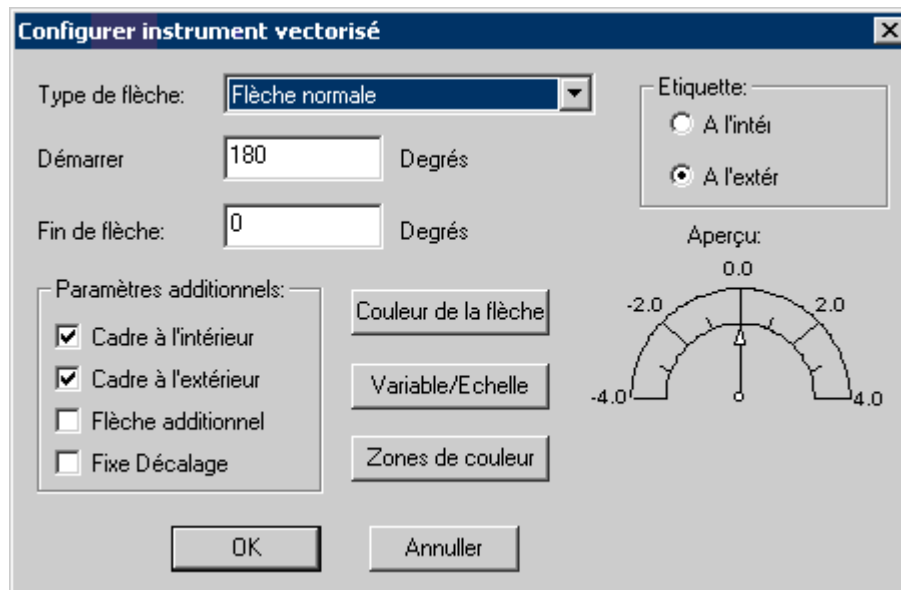 Configurer instrument vectorisé
Type de flèche:
Flèche normale
Démarrer
180
Degrés
Fin de flèche:
0
Degrés
Etiquette:
A l'intéi
A l'extér
Paramètres additionnels:
Cadre à l'intérieur
Cadre à l'extérieur
Flèche additionnel
Fixe Décalage
Couleur de la flèche
Variable/Echelle
Zones de couleur
Aperçu:
0.0
-2.0
2.0
-4.0
4.0
OK
Annuller